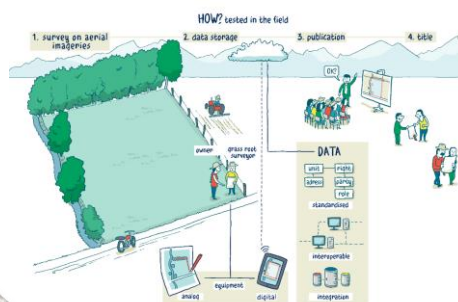 HOW? tested in the field
1. survey on aerial imageries
2. data storage
3. publication
4. title
OK!
owner
grass root surveyor
DATA
unit
right
party
role
standardised
interoperable
integration
equipment
analog
digital